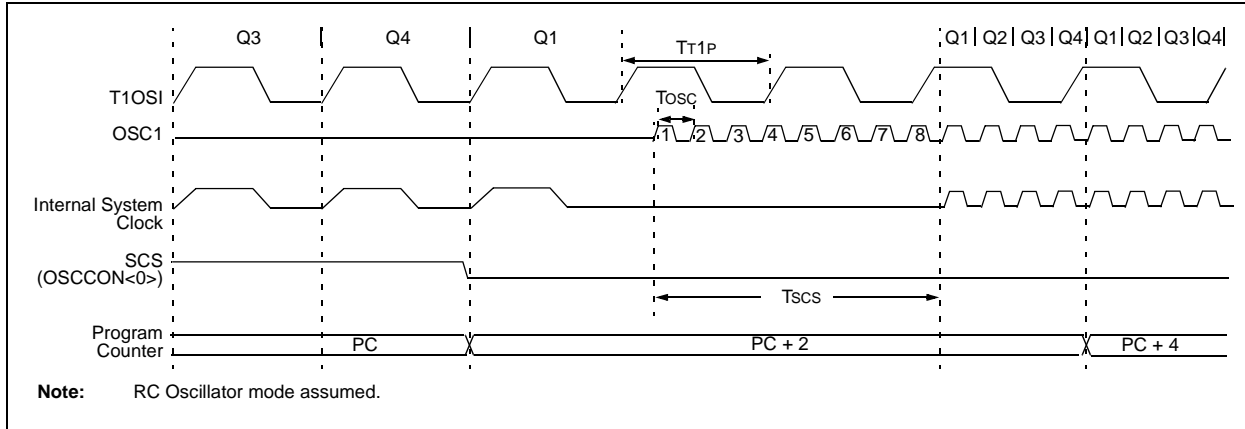 Q3 Q4 Q1 Q1 Q2 Q3 Q4 Q1 Q2 Q3 Q4
TT1P
T1OSI
TOSC
OSC1
1 2 3 4 5 6 7 8
Internal System
Clock
SCS
(OSCCON<0>)
TSCS
Program
Counter
PC PC + 2 PC + 4
Note: RC Oscillator mode assumed.